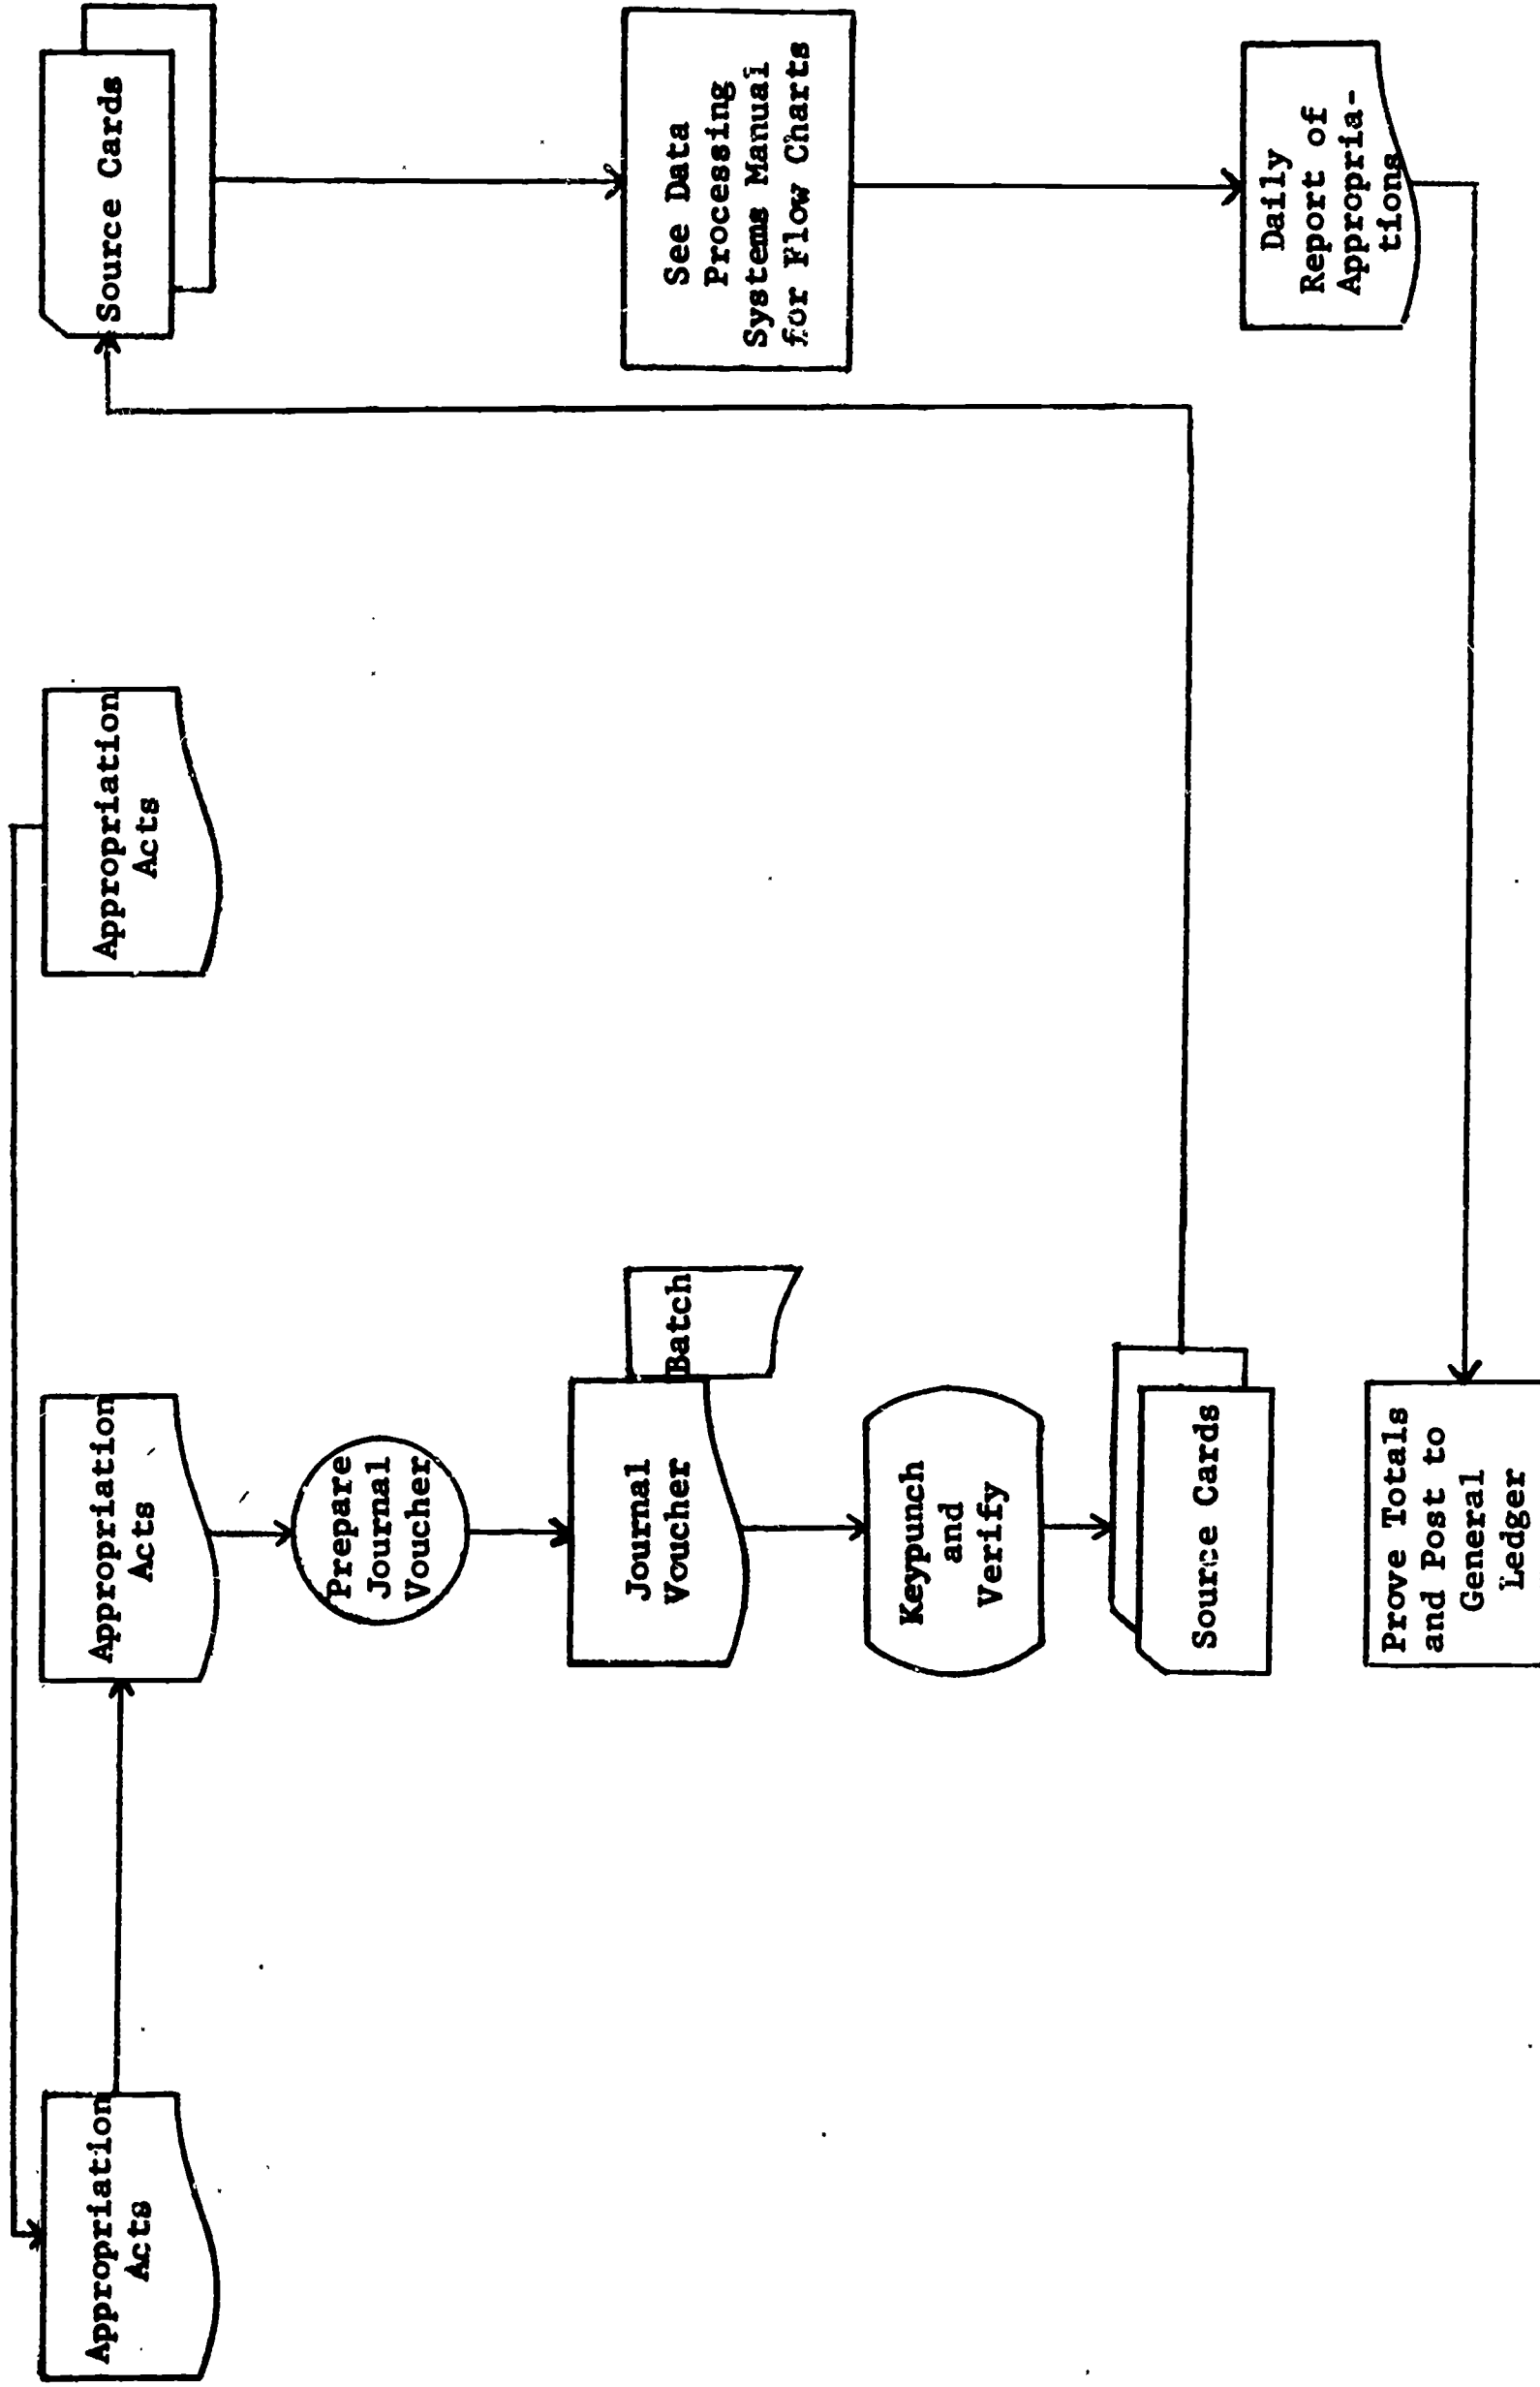 Appropriation
Acts
Appropriation
Acts
Appropriation
Acts
Source Cards
Prepare
Journal
Voucher
Journal
Voucher
Batch
See Data
Processing
Systems Manual
for Flow Charts
Keypunch
and
Verify
Source Cards
Daily
Report of
Appropria-
tions
Prove Totals
and Post to
General
Ledger